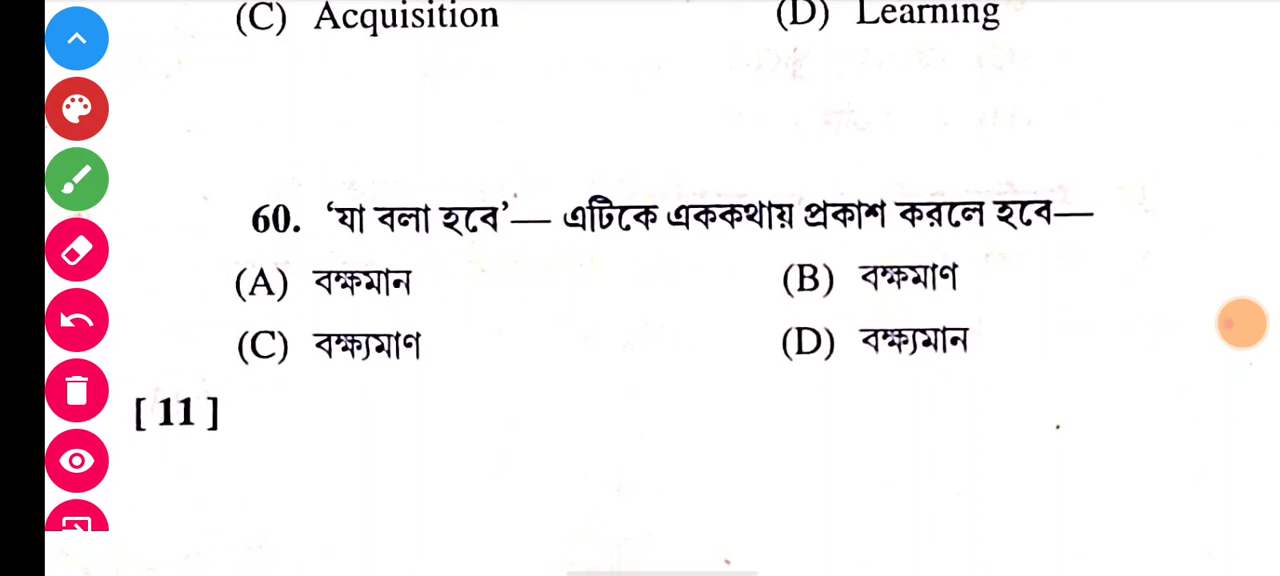 (C) Acquisition (D) Learning
60. ‘যা বলা হবে’— এটিকে এককথায় প্রকাশ করলে হবে—
(A) বক্ষমান (B) বক্ষমাণ
(C) বক্ষ্যমাণ (D) বক্ষ্যমান
[ 11 ]